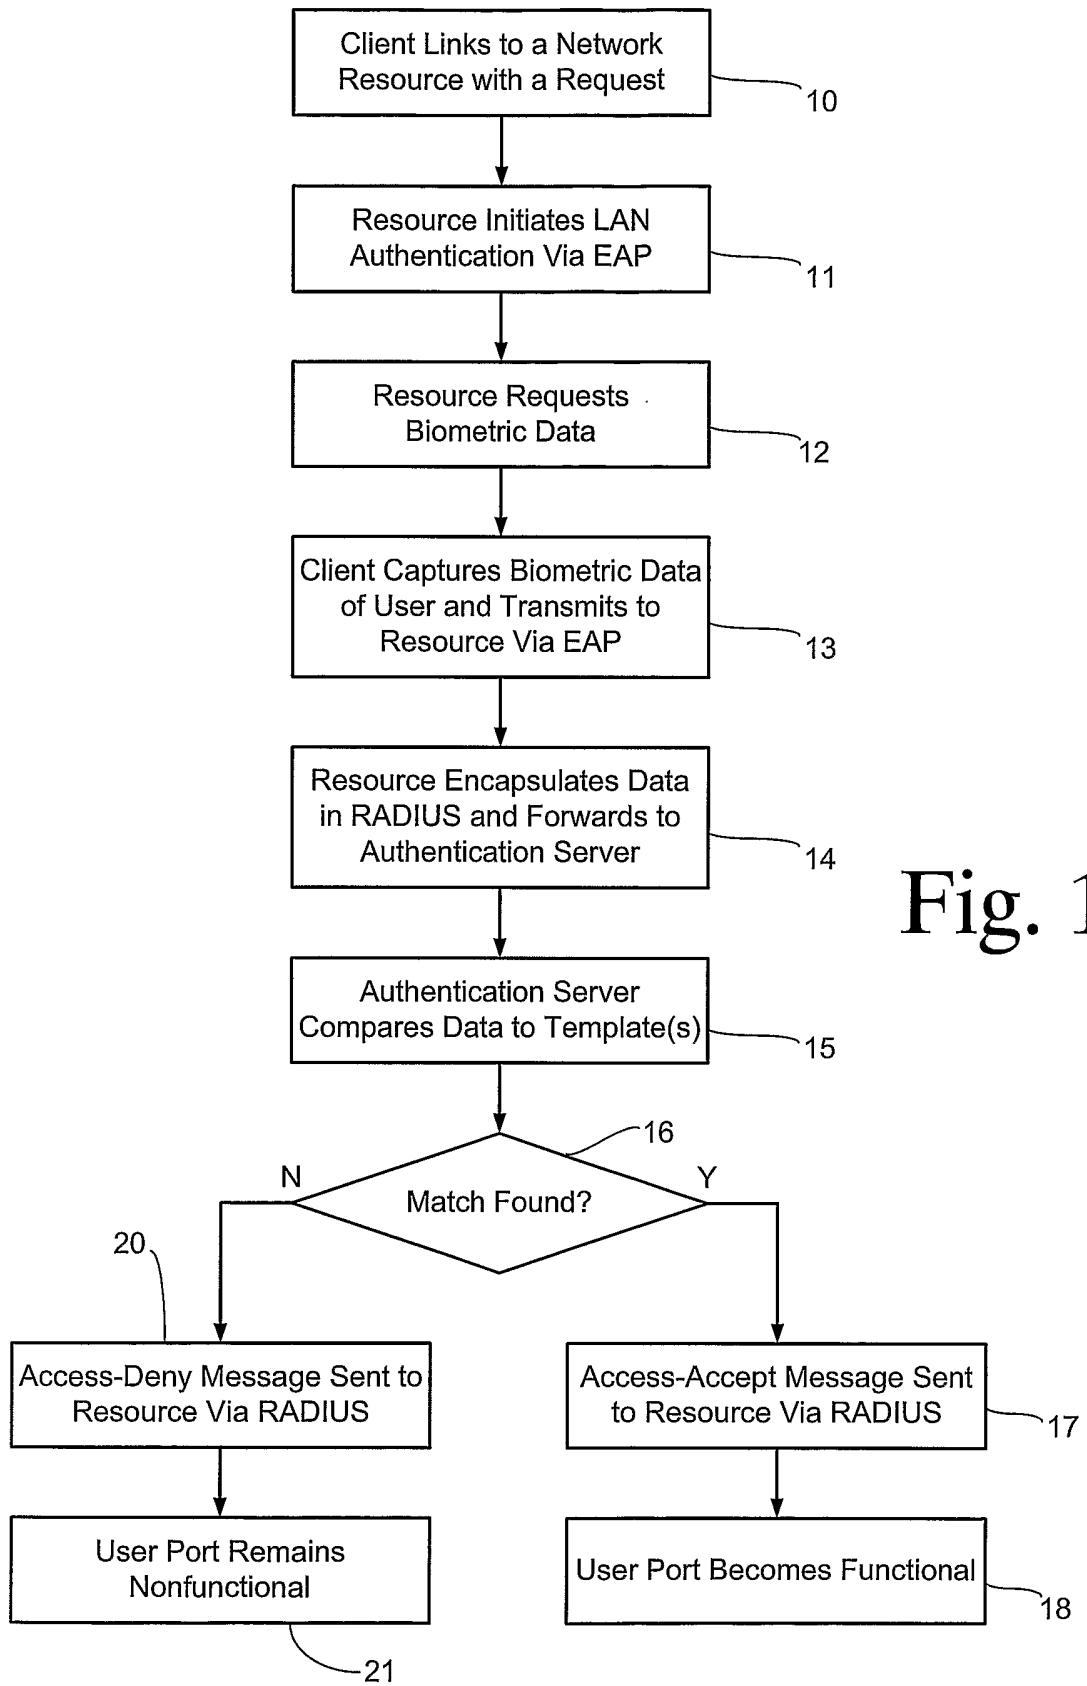 Client Links to a Network
Resource with a Request
10
Resource Initiates LAN
Authentication Via EAP
11
Resource Requests
Biometric Data
12
Client Captures Biometric Data
of User and Transmits to
Resource Via EAP
13
Resource Encapsulates Data
in RADIUS and Forwards to
Authentication Server
14
Fig. 1
Authentication Server
Compares Data to Template(s)
15
16
N
Y
Match Found?
20
Access-Deny Message Sent to
Resource Via RADIUS
Access-Accept Message Sent
to Resource Via RADIUS
17
User Port Remains
Nonfunctional
21
User Port Becomes Functional
18